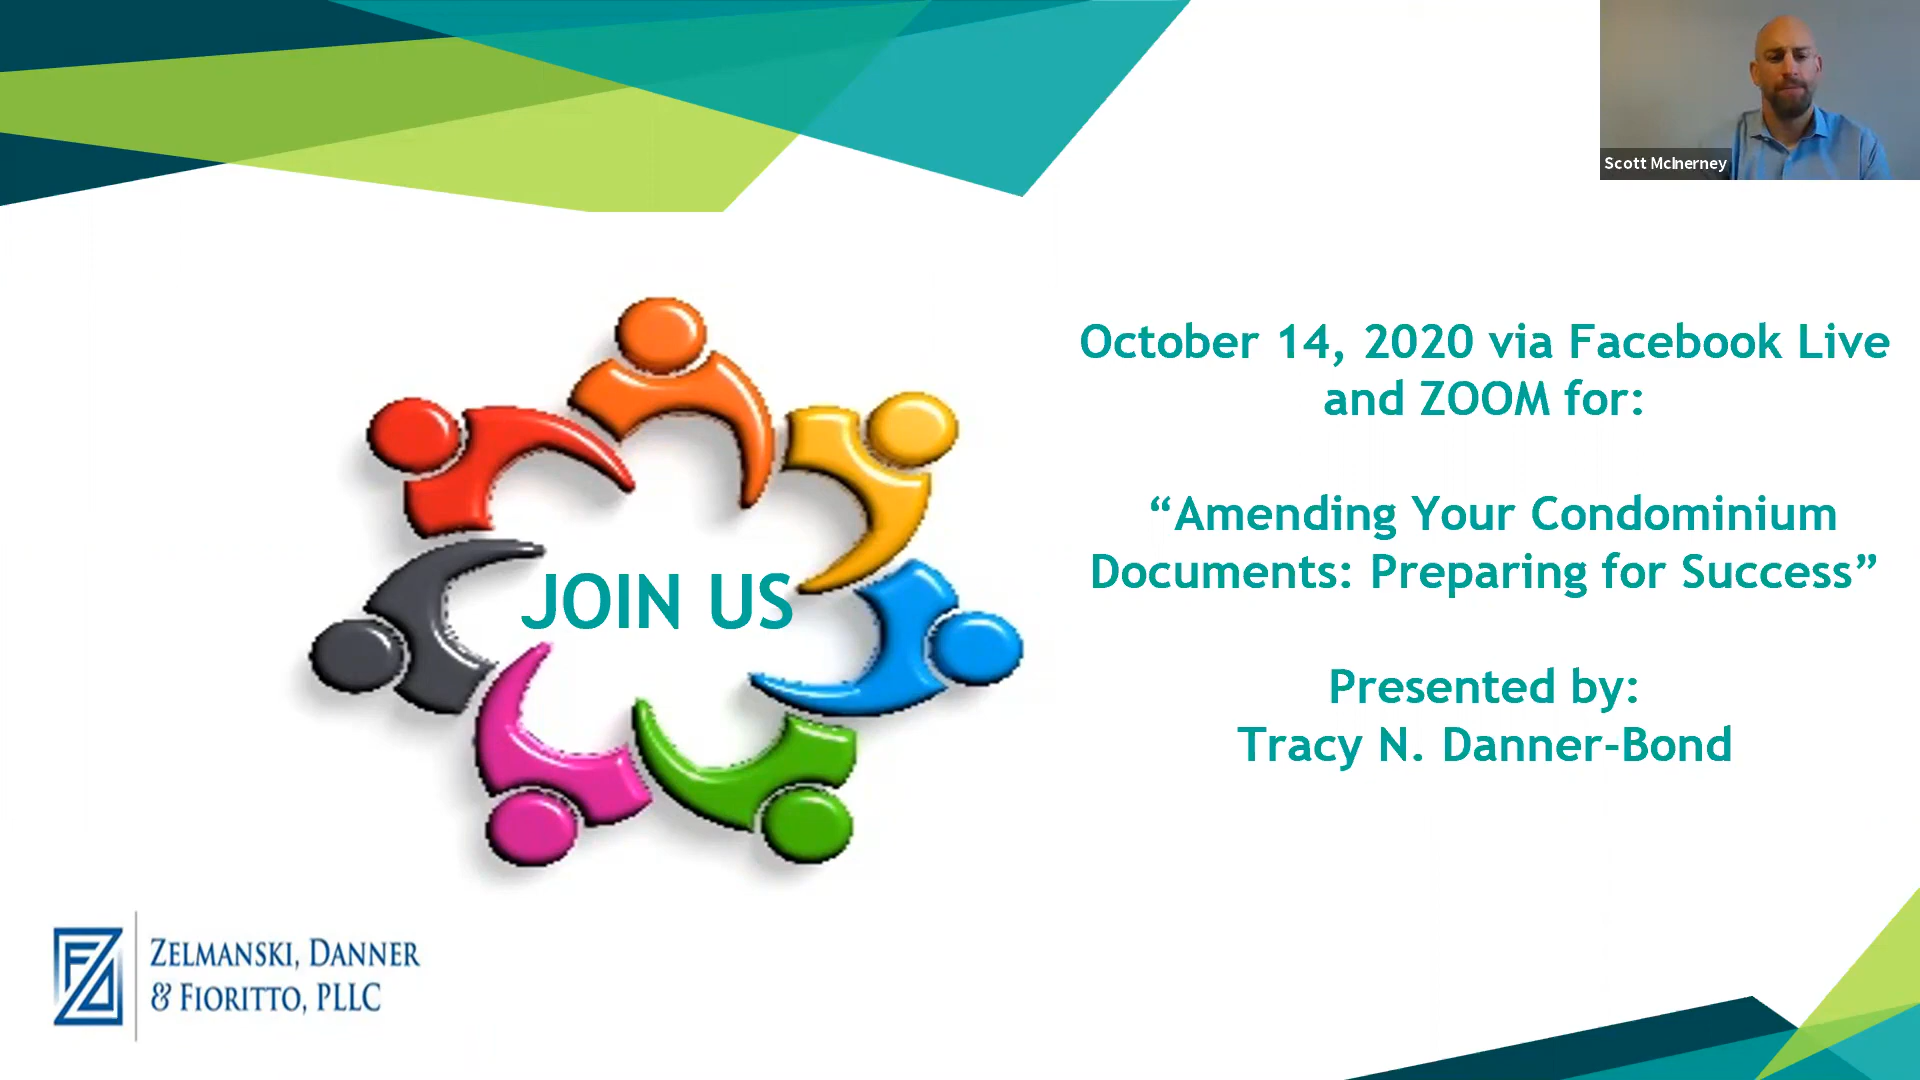 Scott McInerney
October 14, 2020 via Facebook Live
and ZOOM for:
“Amending Your Condominium
Documents: Preparing for Success”
Presented by:
Tracy N. Danner-Bond
JOIN US
ZELMANSKI, DANNER
& FIORITTO, PLLC